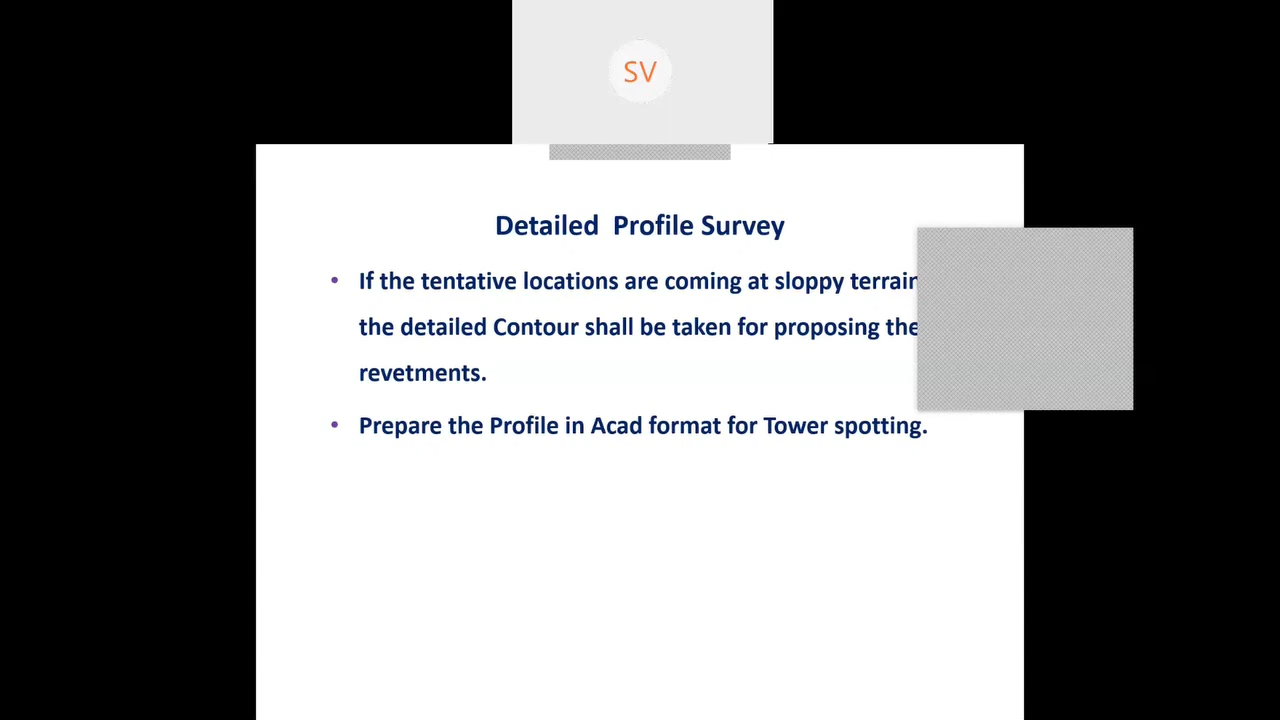 SV
Detailed  Profile Survey
• If the tentative locations are coming at sloppy terrain
the detailed Contour shall be taken for proposing the
revetments.
• Prepare the Profile in Acad format for Tower spotting.